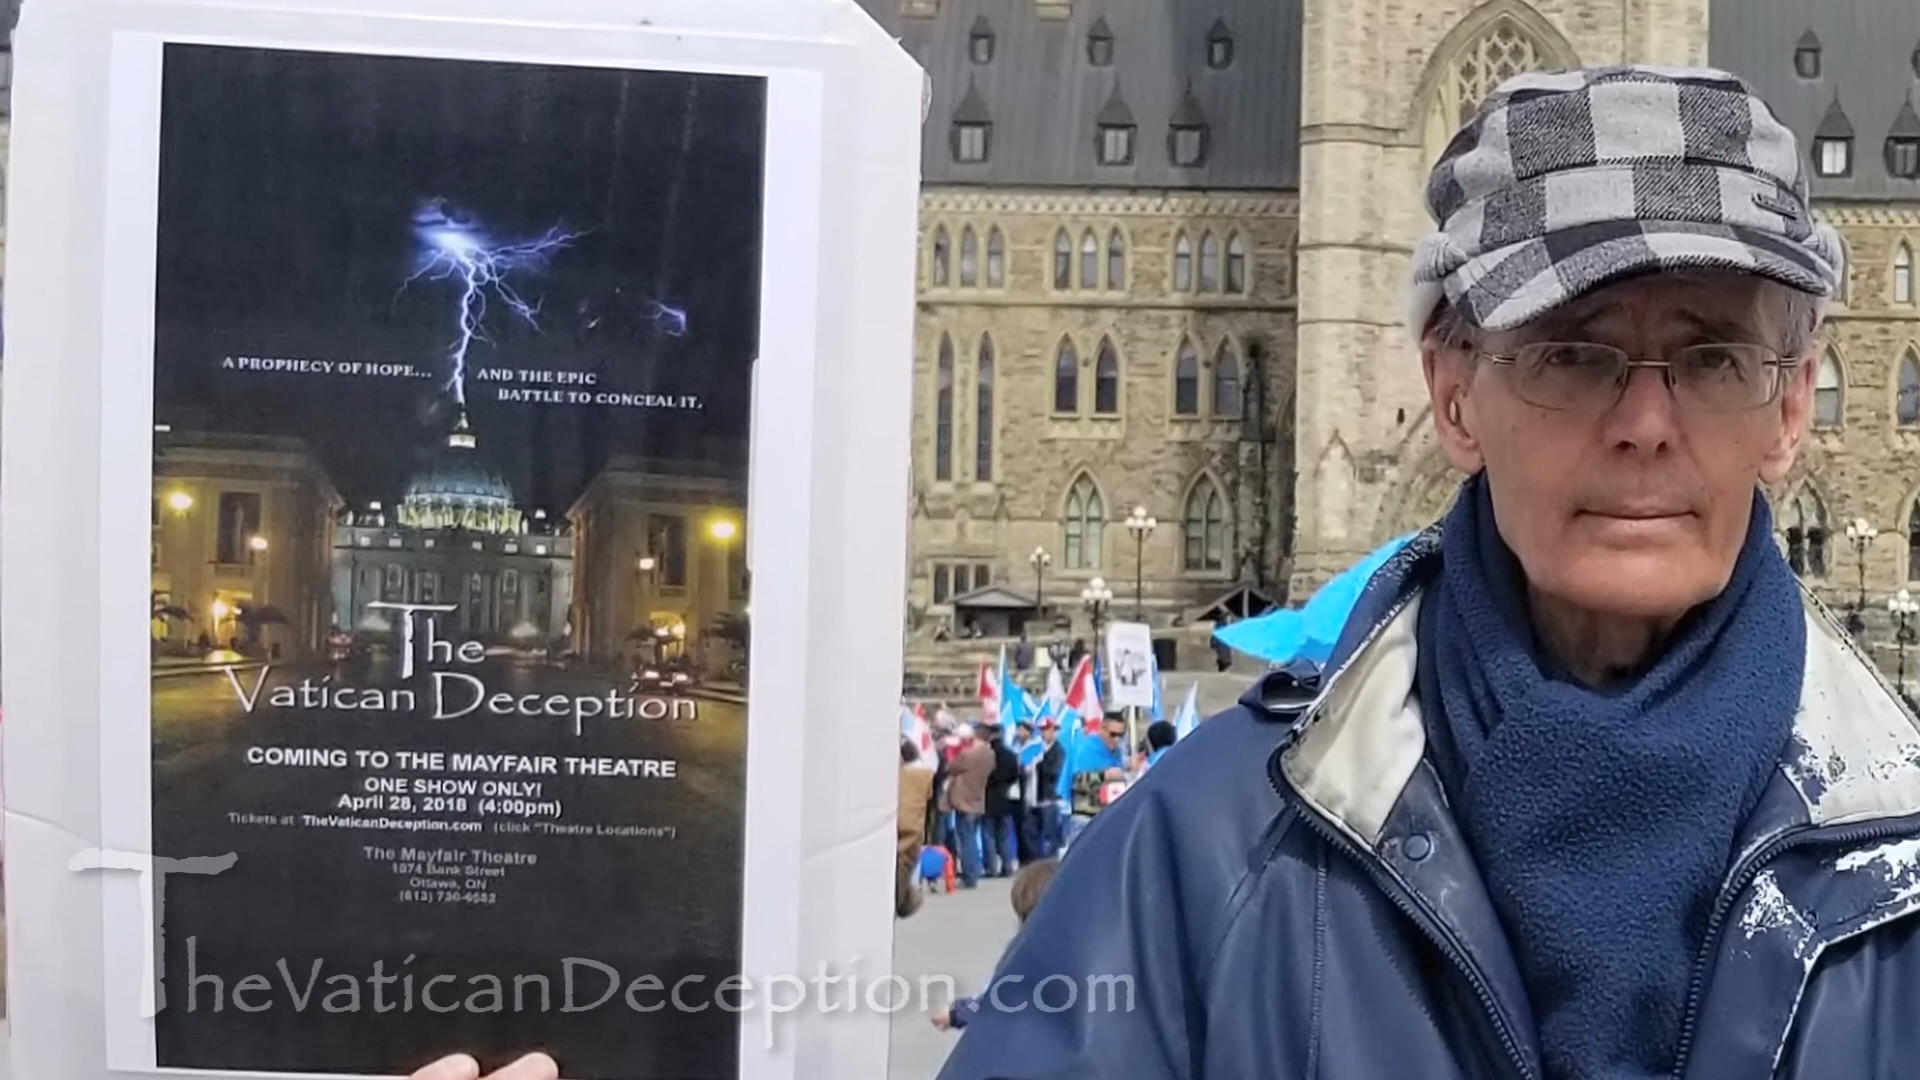 A PROPHECY OF HOPE...
AND THE EPIC
BATTLE TO CONCEAL IT.
The
Vatican Deception
COMING TO THE MAYFAIR THEATRE
ONE SHOW ONLY!
April 28, 2018 (4:00pm)
Tickets at TheVaticanDeception.com (click "Theatre Locations")
The Mayfair Theatre
1074 Bank Street
Ottawa, ON
(613) 730-6552
TheVaticanDeception.com